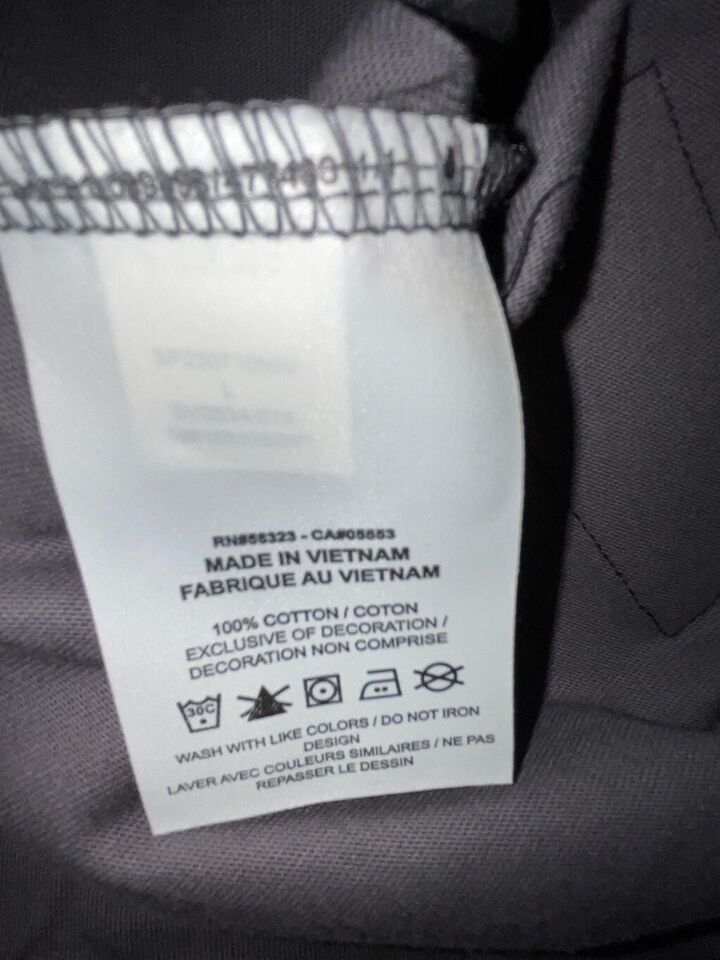 L
RN#56323 - CA#05553
MADE IN VIETNAM
FABRIQUE AU VIETNAM
100% COTTON / COTON
EXCLUSIVE OF DECORATION /
DECORATION NON COMPRISE
30C
WASH WITH LIKE COLORS / DO NOT IRON
DESIGN
LAVER AVEC COULEURS SIMILAIRES / NE PAS
REPASSER LE DESSIN